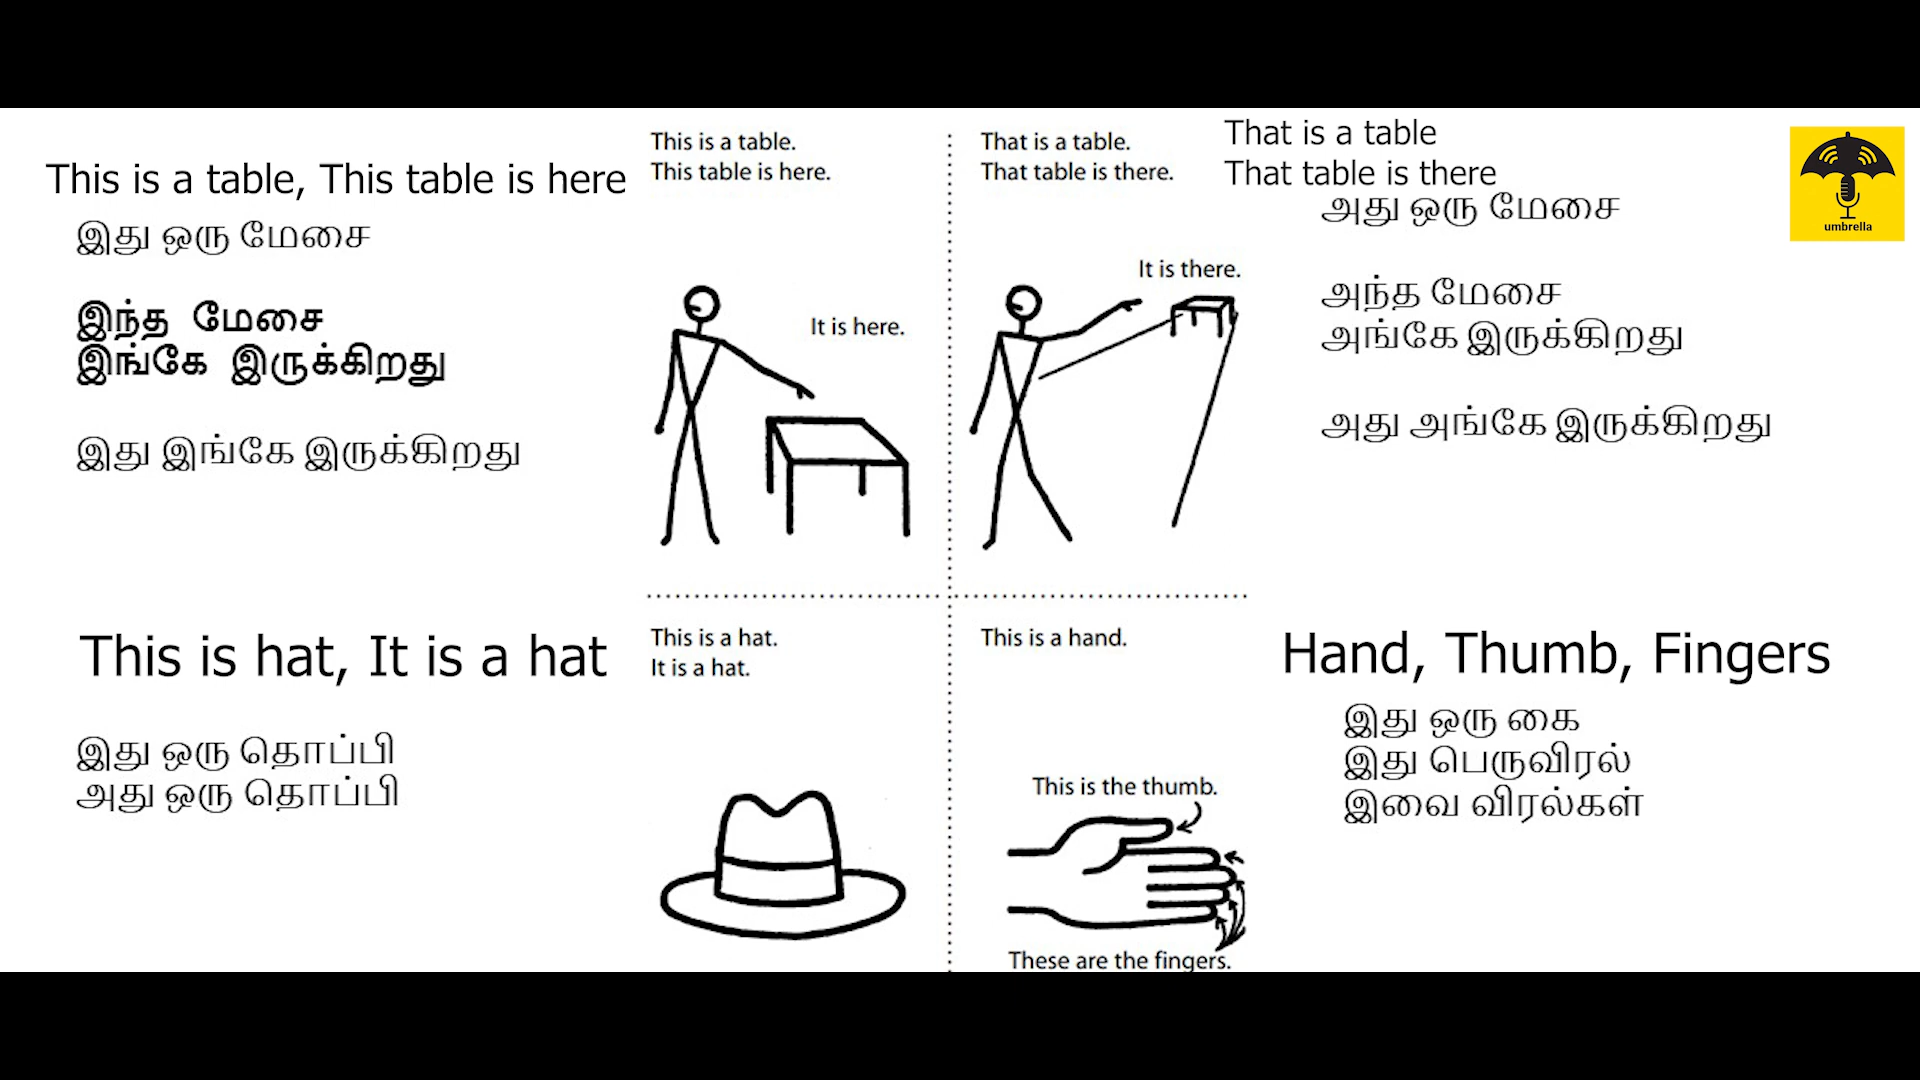 This is a table, This table is here
இது ஒரு மேசை
இந்த மேசை
இங்கே இருக்கிறது
இது இங்கே இருக்கிறது
This is a table.
This table is here.
It is here.
That is a table.
That table is there.
It is there.
That is a table
That table is there
அது ஒரு மேசை
அந்த மேசை
அங்கே இருக்கிறது
அது அங்கே இருக்கிறது
umbrella
This is hat, It is a hat
இது ஒரு தொப்பி
அது ஒரு தொப்பி
This is a hat.
It is a hat.
This is a hand.
This is the thumb.
These are the fingers.
Hand, Thumb, Fingers
இது ஒரு கை
இது பெருவிரல்
இவை விரல்கள்